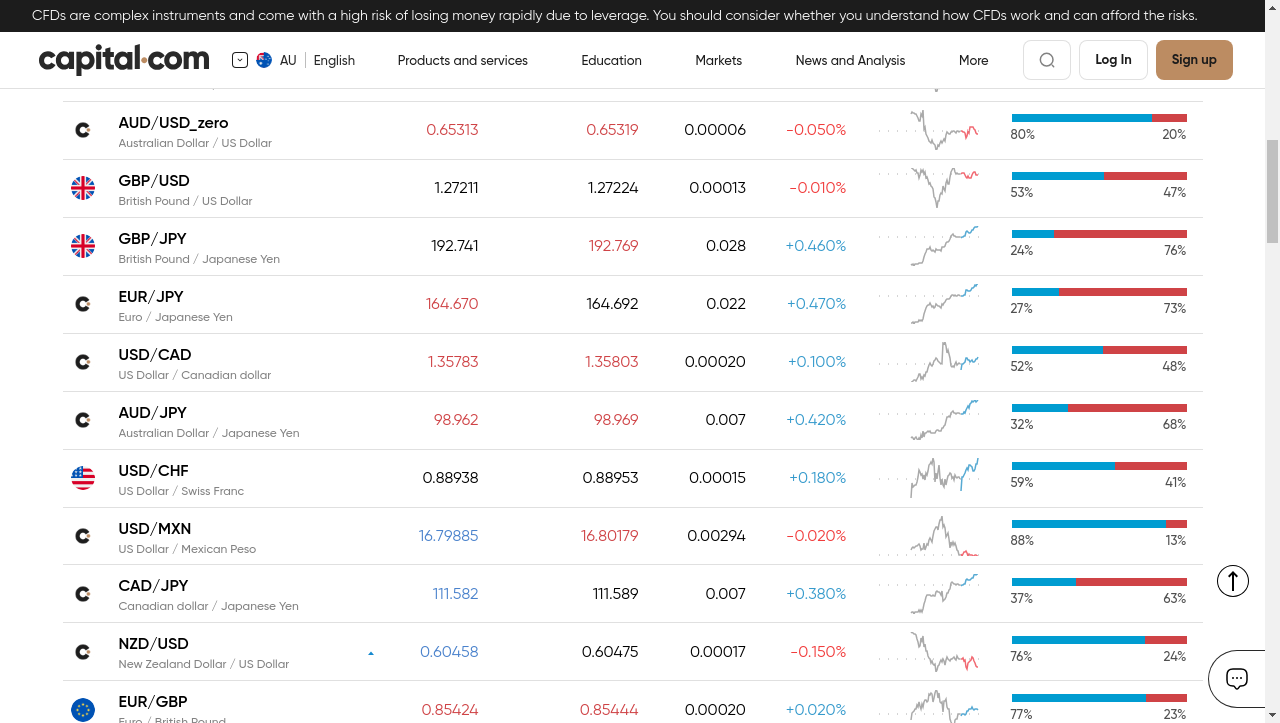 CFDs are complex instruments and come with a high risk of losing money rapidly due to leverage. You should consider whether you understand how CFDs work and can afford the risks.
capital.com AU English Products and services Education Markets News and Analysis More Log In Sign up
AUD/USD_zero 0.65313 0.65319 0.00006 -0.050% 80% 20%
Australian Dollar / US Dollar
GBP/USD 1.27211 1.27224 0.00013 -0.010% 53% 47%
British Pound / US Dollar
GBP/JPY 192.741 192.769 0.028 +0.460% 24% 76%
British Pound / Japanese Yen
EUR/JPY 164.670 164.692 0.022 +0.470% 27% 73%
Euro / Japanese Yen
USD/CAD 1.35783 1.35803 0.00020 +0.100% 52% 48%
US Dollar / Canadian dollar
AUD/JPY 98.962 98.969 0.007 +0.420% 32% 68%
Australian Dollar / Japanese Yen
USD/CHF 0.88938 0.88953 0.00015 +0.180% 59% 41%
US Dollar / Swiss Franc
USD/MXN 16.79885 16.80179 0.00294 -0.020% 88% 13%
US Dollar / Mexican Peso
CAD/JPY 111.582 111.589 0.007 +0.380% 37% 63%
Canadian dollar / Japanese Yen
NZD/USD 0.60458 0.60475 0.00017 -0.150% 76% 24%
New Zealand Dollar / US Dollar
EUR/GBP 0.85424 0.85444 0.00020 +0.020% 77% 23%
Euro / British Pound